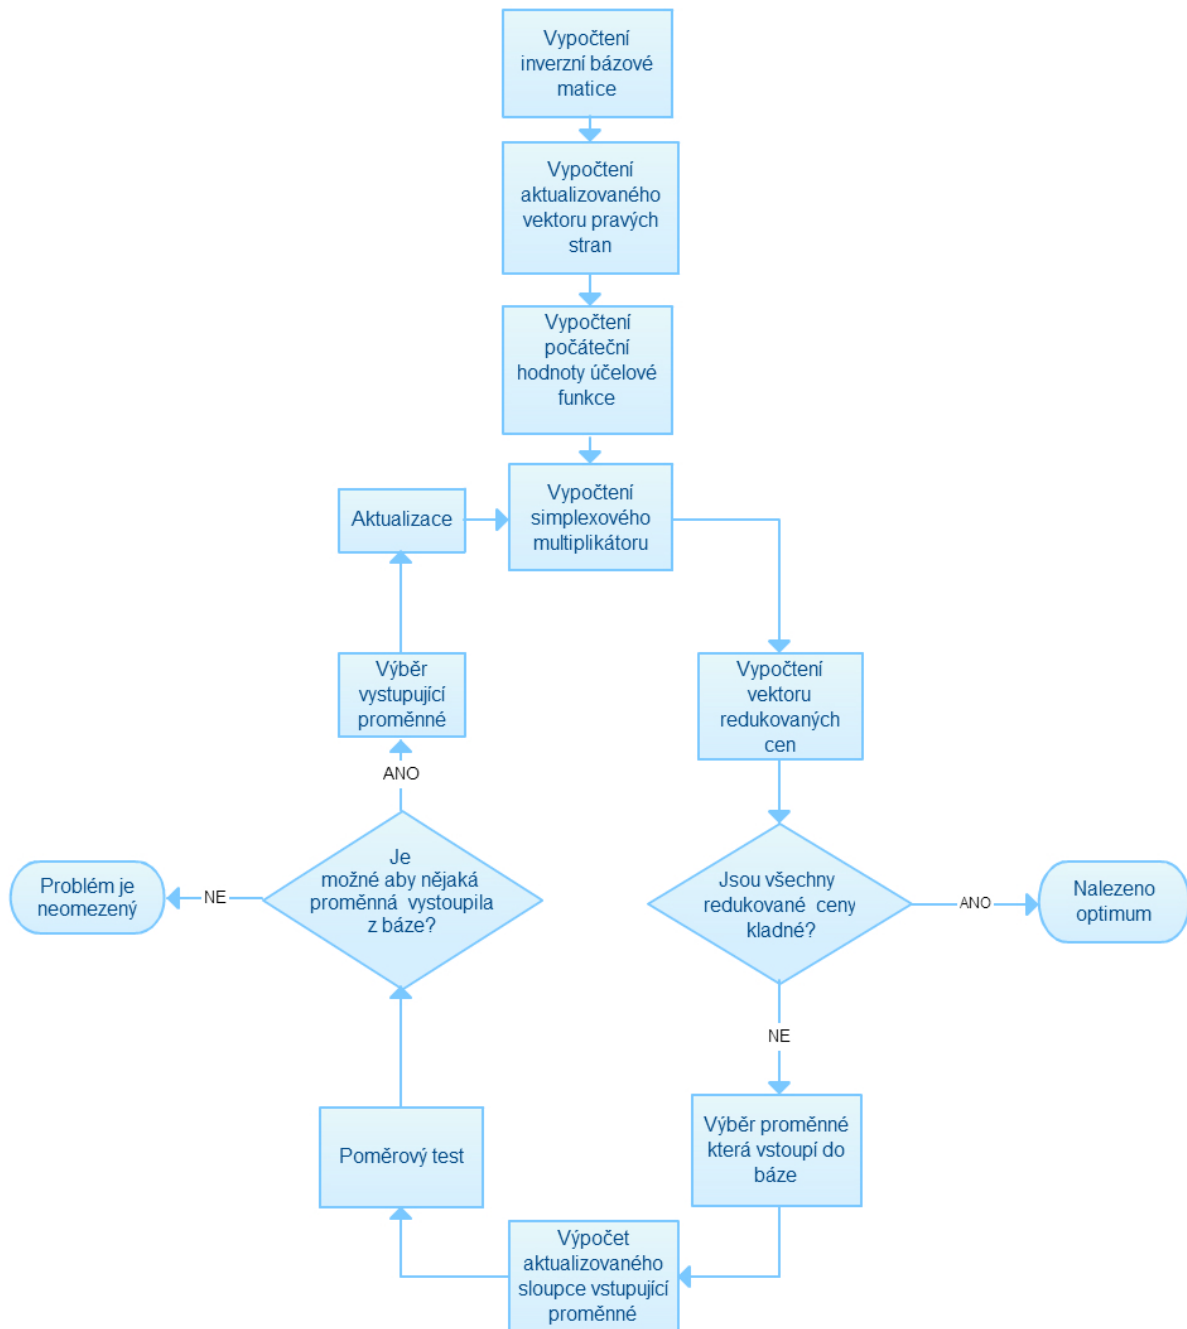 Vypočtení
inverzní bázové
matice
Vypočtení
aktualizovaného
vektoru pravých
stran
Vypočtení
počáteční
hodnoty účelové
funkce
Vypočtení
simplexového
multiplikátoru
Aktualizace
Výběr
vystupující
proměnné
Vypočtení
vektoru
redukovaných
cen
ANO
Je
možné aby nějaká
proměnná vystoupila
z báze?
NE
Problém je
neomezený
Jsou všechny
redukované ceny
kladné?
ANO
Nalezeno
optimum
NE
Výběr proměnné
která vstoupí do
báze
Poměrový test
Výpočet
aktualizovaného
sloupce vstupující
proměnné